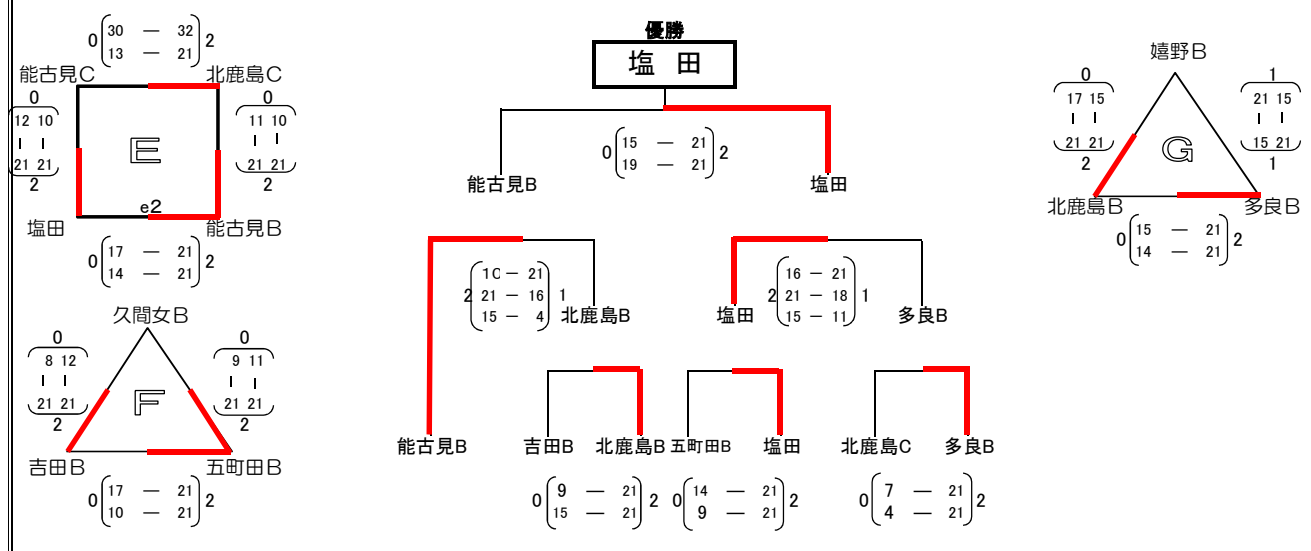 優勝
塩 田
0 15 — 21 2
19 — 21
能古見B 塩田
0 30 — 32 2
13 — 21
能古見C 北鹿島C
0
12 10
| |
21 21
2
E
0
11 10
| |
21 21
2
e2
塩田 能古見B
0 17 — 21 2
14 — 21
嬉野B
0
17 15
| |
21 21
2
G
1
21 15
| |
15 21
1
北鹿島B 多良B
0 15 — 21 2
14 — 21
久間女B
0
8 12
| |
21 21
2
F
0
9 11
| |
21 21
2
吉田B 五町田B
0 17 — 21 2
10 — 21
10 — 21
2 21 — 16 1
15 — 4
北鹿島B
16 — 21
2 21 — 18 1
15 — 11
塩田 多良B
能古見B 吉田B 北鹿島B 五町田B 塩田 北鹿島C 多良B
0 9 — 21 2
15 — 21
0 14 — 21 2
9 — 21
0 7 — 21 2
4 — 21